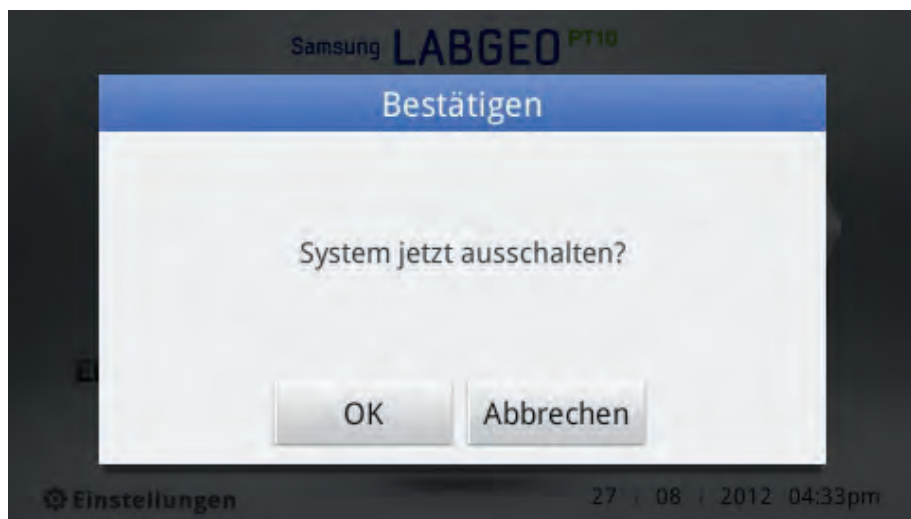 Samsung LABGEO PT10
Bestätigen
System jetzt ausschalten?
OK Abbrechen
Einstellungen 27 | 08 | 2012 04:33pm